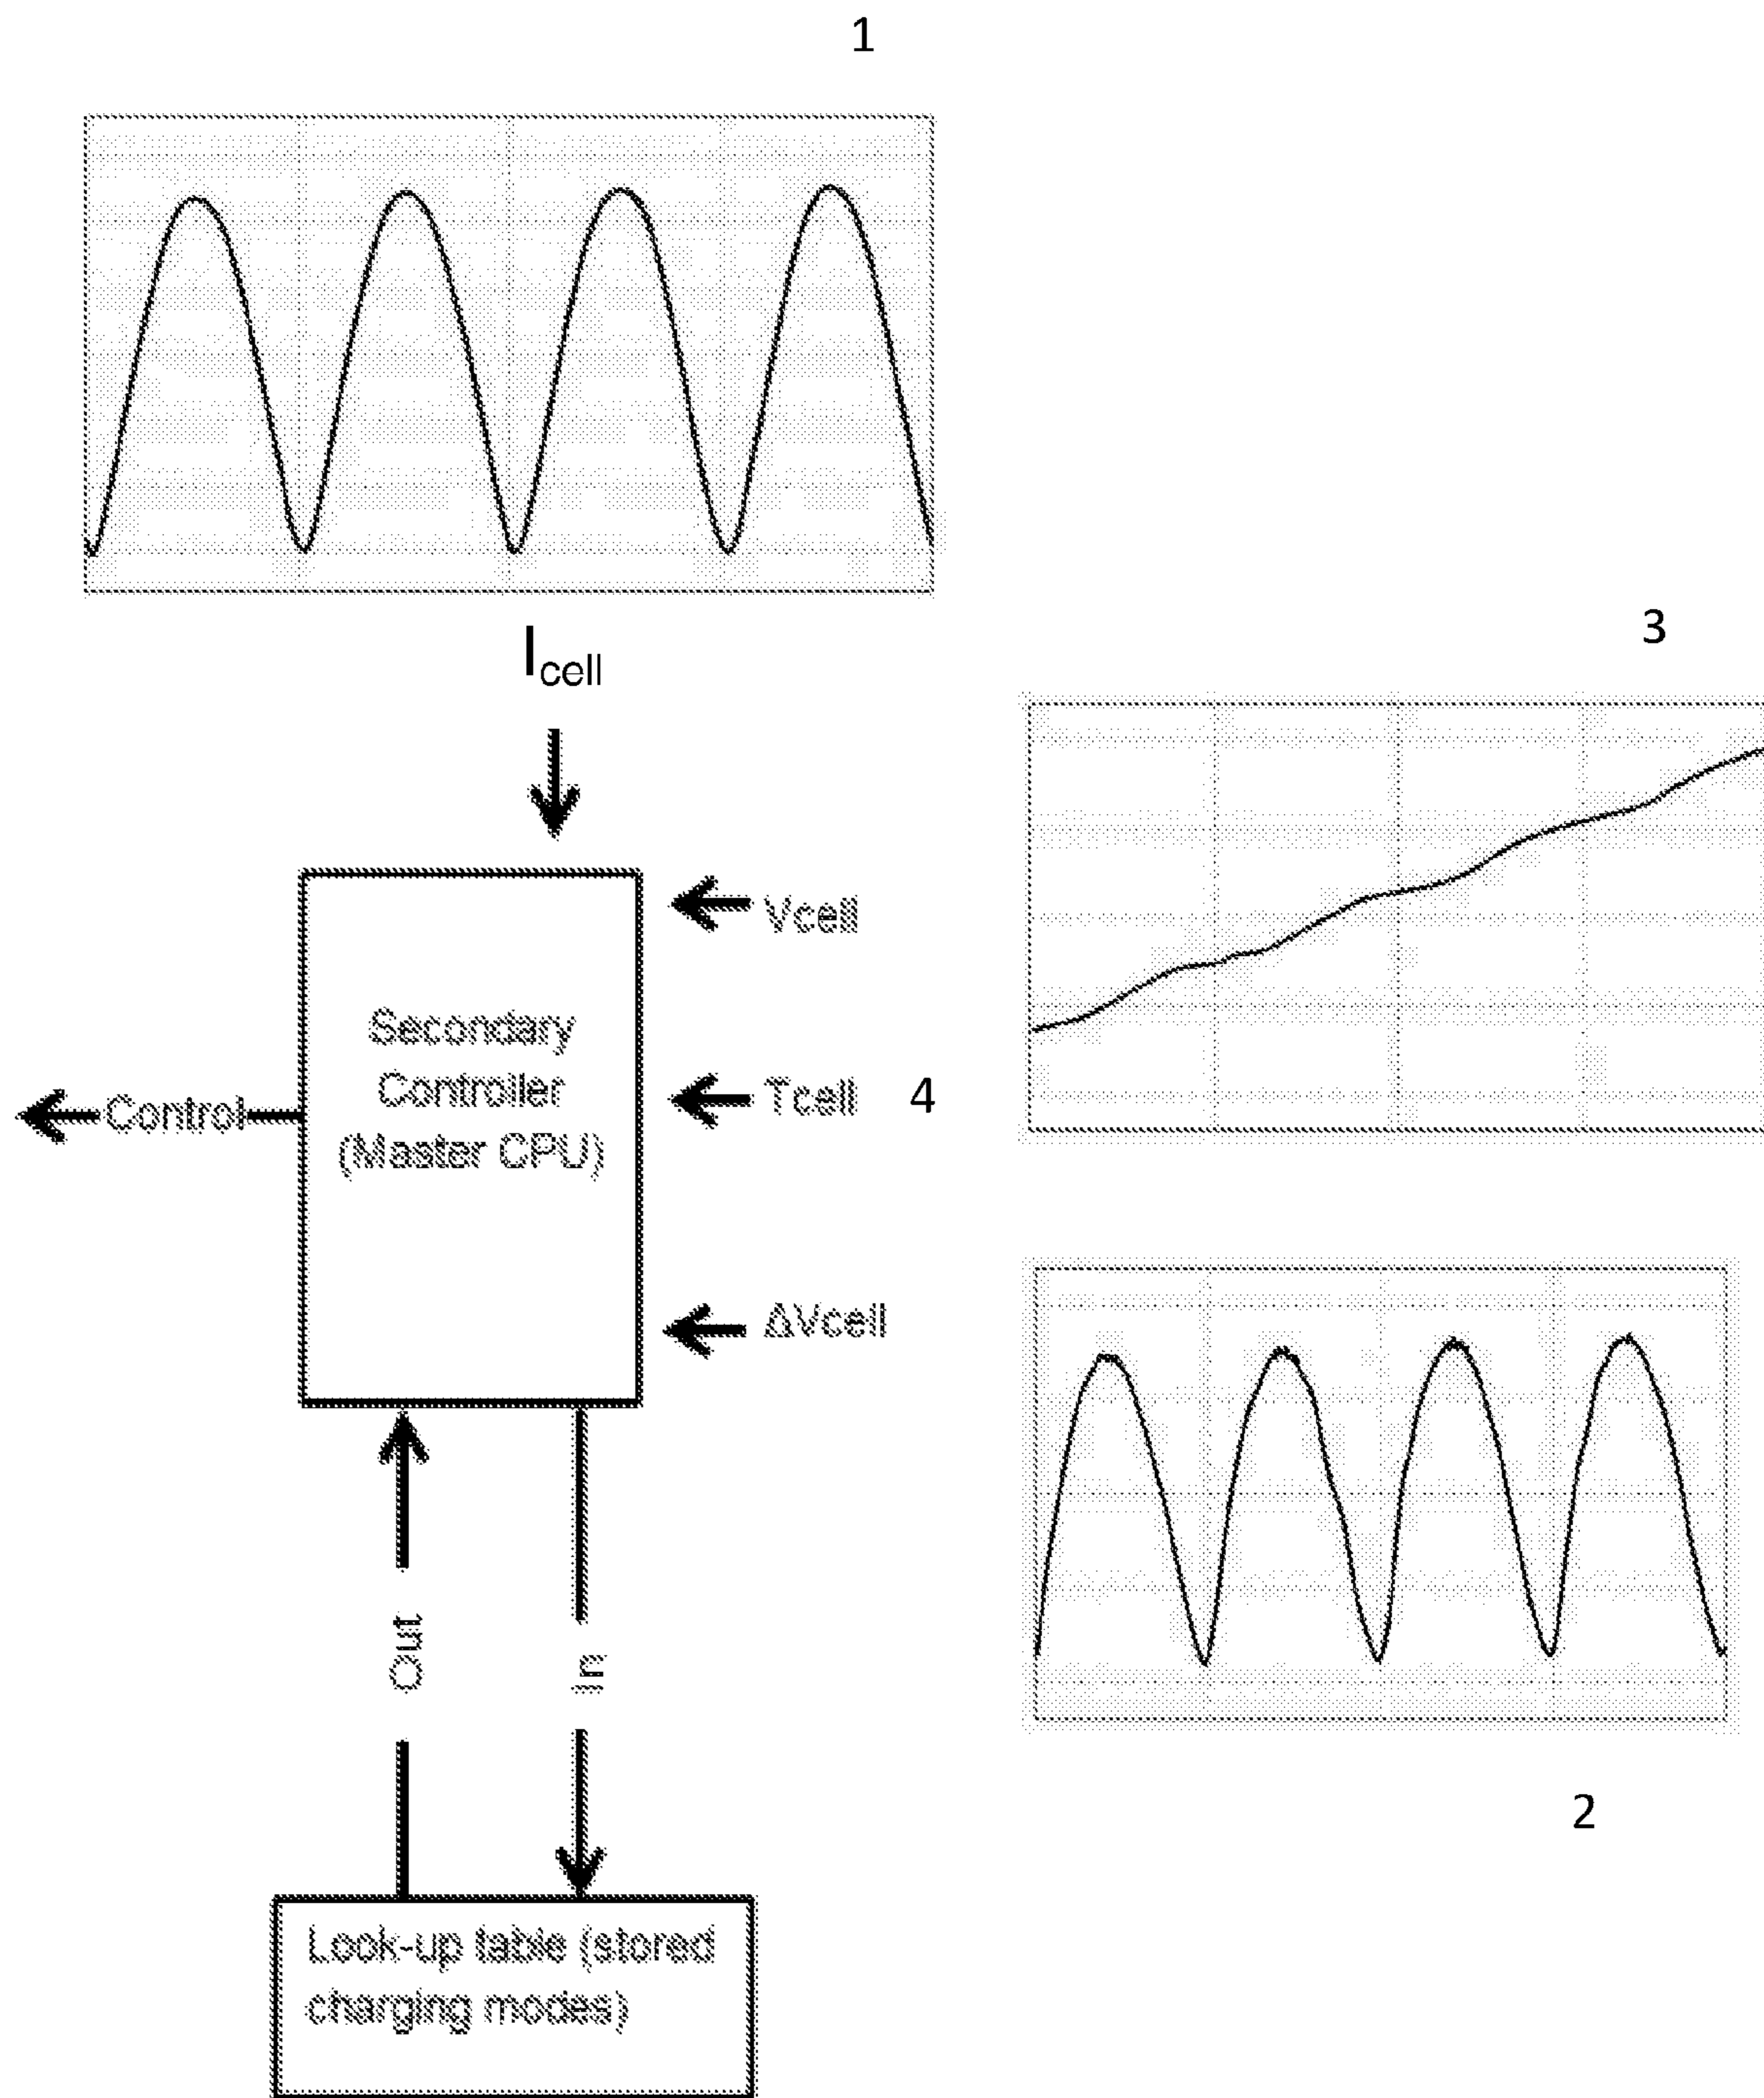 1
I_cell
3
Vcell
Secondary
Controller
(Master CPU)
Control
Tcell
4
ΔVcell
Out
In
2
Look-up table (stored
charging modes)